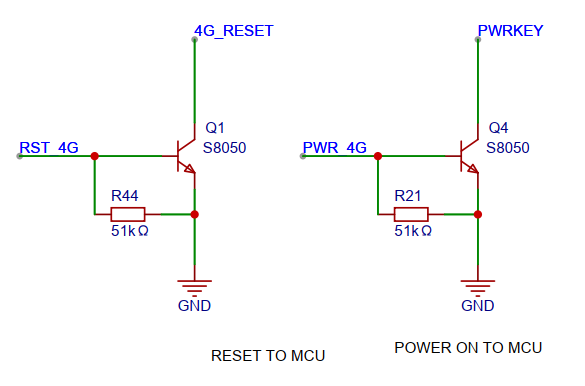 4G_RESET
Q1
S8050
RST_4G
R44
51kΩ
GND
RESET TO MCU
PWRKEY
Q4
S8050
PWR_4G
R21
51kΩ
GND
POWER ON TO MCU